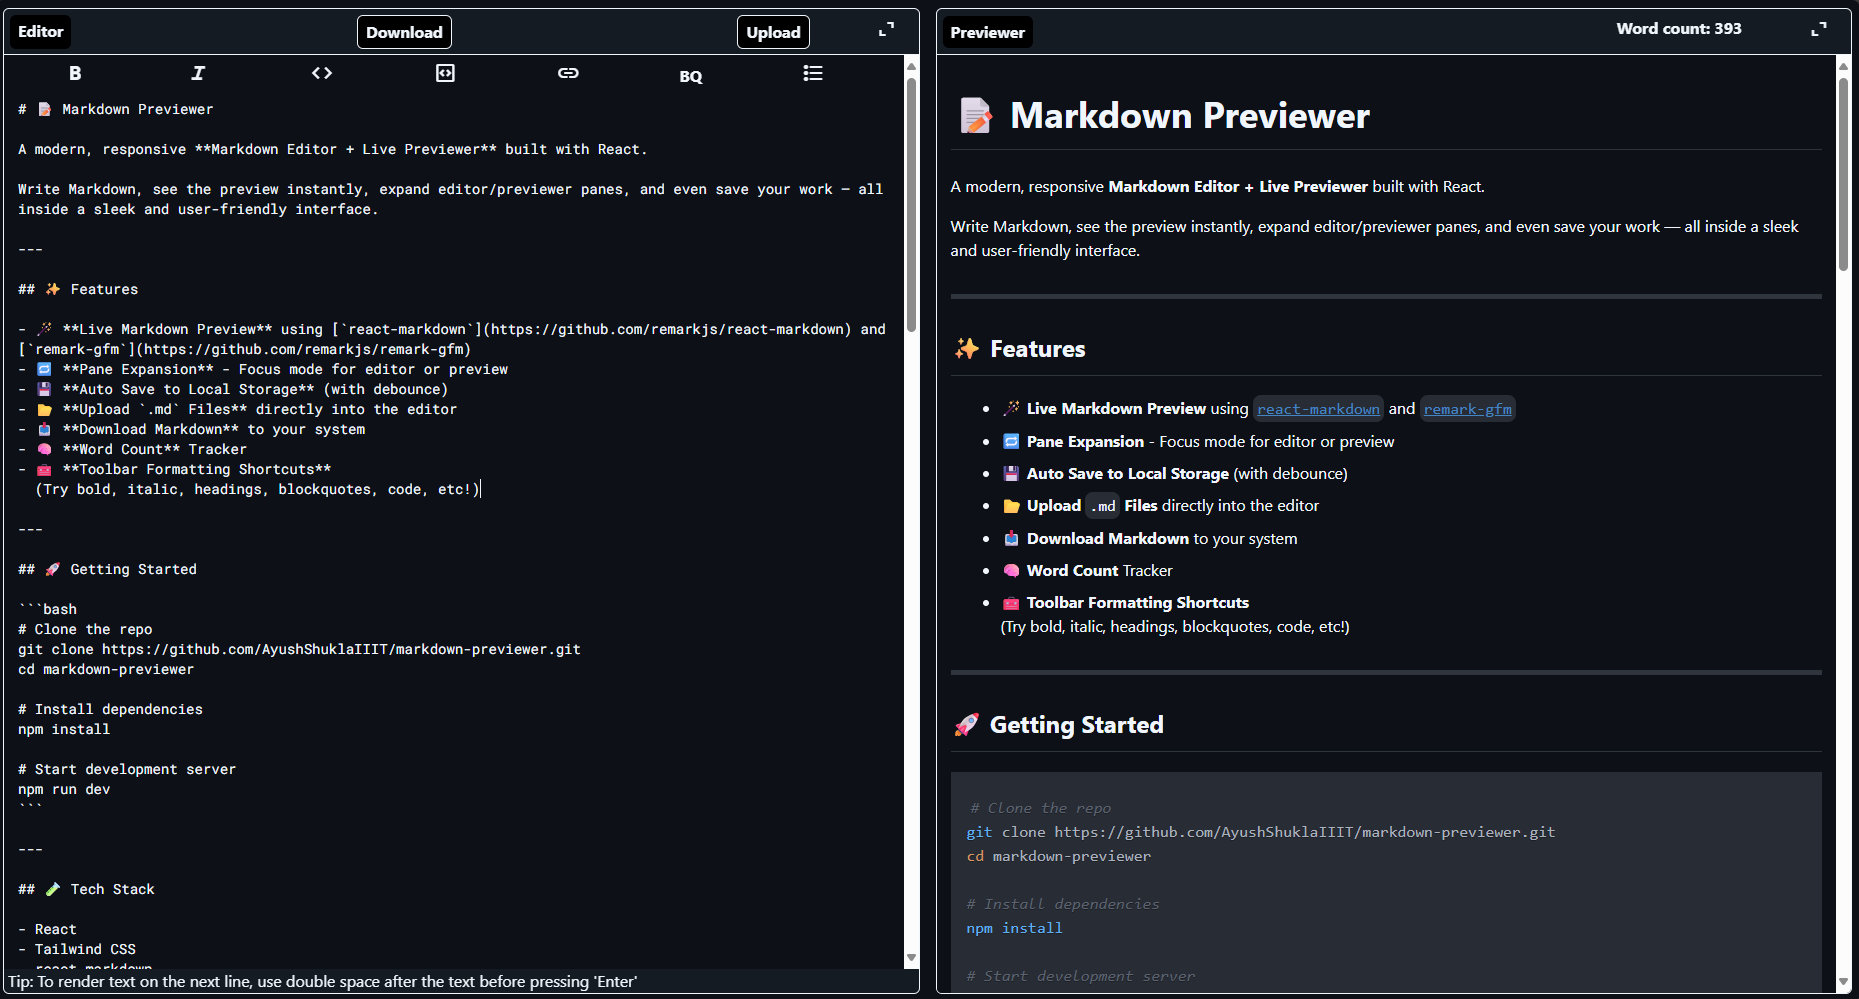 Editor
Download
Upload
B
I
<>
BQ
# 📝 Markdown Previewer
A modern, responsive **Markdown Editor + Live Previewer** built with React.
Write Markdown, see the preview instantly, expand editor/previewer panes, and even save your work — all
inside a sleek and user-friendly interface.
---
## ✨ Features
- 🪄 **Live Markdown Preview** using [`react-markdown`](https://github.com/remarkjs/react-markdown) and
[`remark-gfm`](https://github.com/remarkjs/remark-gfm)
- 🔁 **Pane Expansion** - Focus mode for editor or preview
- 💾 **Auto Save to Local Storage** (with debounce)
- 📂 **Upload `.md` Files** directly into the editor
- 📥 **Download Markdown** to your system
- 🧠 **Word Count** Tracker
- 🧰 **Toolbar Formatting Shortcuts**
(Try bold, italic, headings, blockquotes, code, etc!)
---
## 🚀 Getting Started
```bash
# Clone the repo
git clone https://github.com/AyushShuklaIIIT/markdown-previewer.git
cd markdown-previewer
# Install dependencies
npm install
# Start development server
npm run dev
```
---
## 🧪 Tech Stack
- React
- Tailwind CSS
- react-markdown
Tip: To render text on the next line, use double space after the text before pressing 'Enter'
Previewer
Word count: 393
📝 Markdown Previewer
A modern, responsive Markdown Editor + Live Previewer built with React.
Write Markdown, see the preview instantly, expand editor/previewer panes, and even save your work — all inside a sleek
and user-friendly interface.
✨ Features
• 🪄 Live Markdown Preview using react-markdown and remark-gfm
• 🔁 Pane Expansion - Focus mode for editor or preview
• 💾 Auto Save to Local Storage (with debounce)
• 📂 Upload .md Files directly into the editor
• 📥 Download Markdown to your system
• 🧠 Word Count Tracker
• 🧰 Toolbar Formatting Shortcuts
(Try bold, italic, headings, blockquotes, code, etc!)
🚀 Getting Started
# Clone the repo
git clone https://github.com/AyushShuklaIIIT/markdown-previewer.git
cd markdown-previewer
# Install dependencies
npm install
# Start development server